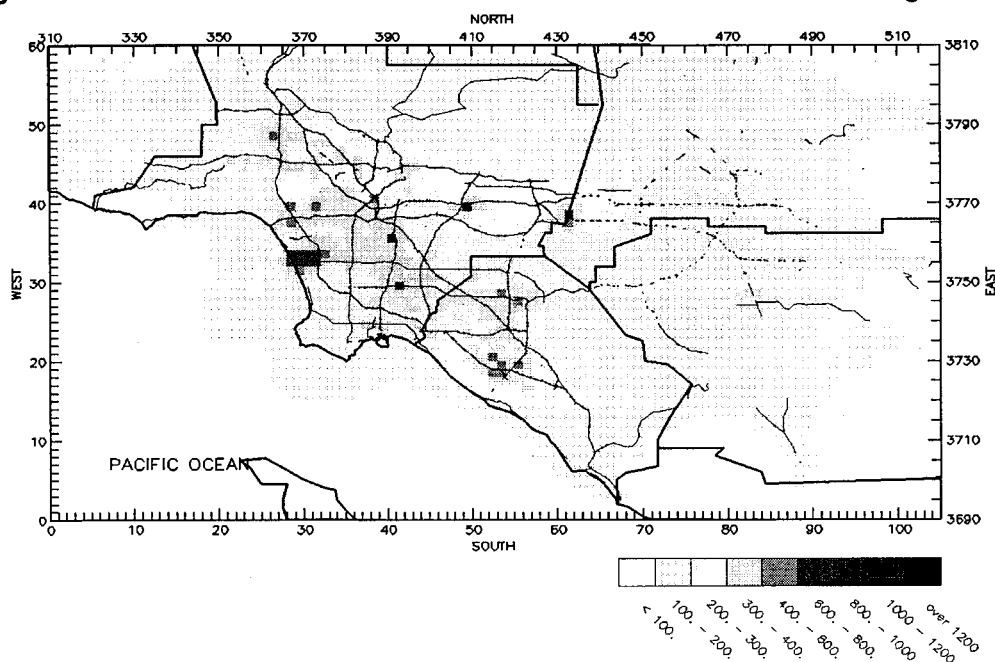 NORTH
310 330 350 370 390 410 430 450 470 490 510
60 3810
50 3790
40 3770
WEST 30 3750 EAST
20 3730
10 3710
PACIFIC OCEAN
0 3690
0 10 20 30 40 50 60 70 80 90 100
SOUTH
< 100.
100. - 200.
200. - 300.
300. - 400.
400. - 600.
600. - 800.
800. - 1000
1000 - 1200
over 1200